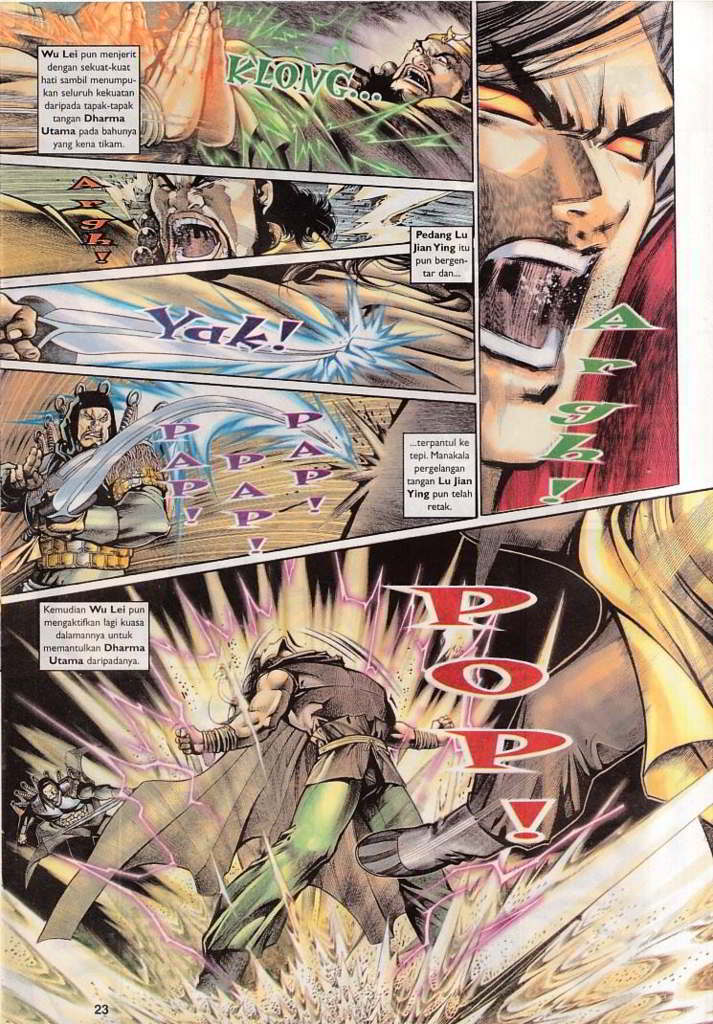 Wu Lei pun menjerit
dengan sekuat-kuat
hati sambil menumpu-
kan seluruh kekuatan
daripada tapak-tapak
tangan Dharma
Utama pada bahunya
yang kena tikam.
KLONG...
Argh!
Pedang Lu
Jian Ying itu
pun bergen-
tar dan...
Yak!
Argh!
PAP!
PAP!
PAP!
PAP!
...terpantul ke
tepi. Manakala
pergelangan
tangan Lu Jian
Ying pun telah
retak.
Kemudian Wu Lei pun
mengaktifkan lagi kuasa
dalamannya untuk
memantulkan Dharma
Utama daripadanya.
POP!
23